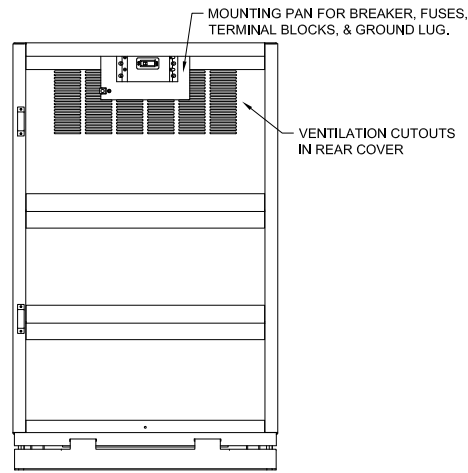 MOUNTING PAN FOR BREAKER, FUSES,
TERMINAL BLOCKS, & GROUND LUG.
VENTILATION CUTOUTS
IN REAR COVER